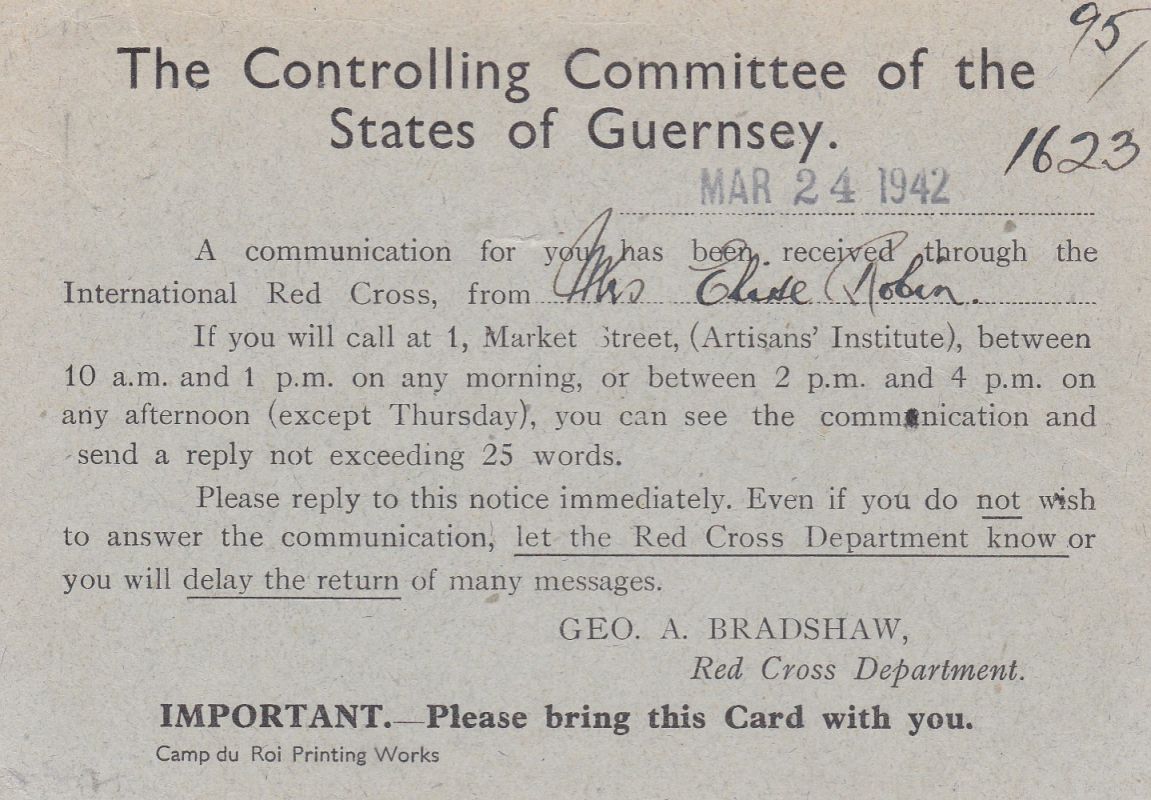 95/
The Controlling Committee of the
States of Guernsey.
1623
MAR 24 1942
A communication for you has been received through the
International Red Cross, from Mrs Elise Robin.
If you will call at 1, Market Street, (Artisans' Institute), between
10 a.m. and 1 p.m. on any morning, or between 2 p.m. and 4 p.m. on
any afternoon (except Thursday), you can see the communication and
send a reply not exceeding 25 words.
Please reply to this notice immediately. Even if you do not wish
to answer the communication, let the Red Cross Department know or
you will delay the return of many messages.
GEO. A. BRADSHAW,
Red Cross Department.
IMPORTANT.—Please bring this Card with you.
Camp du Roi Printing Works